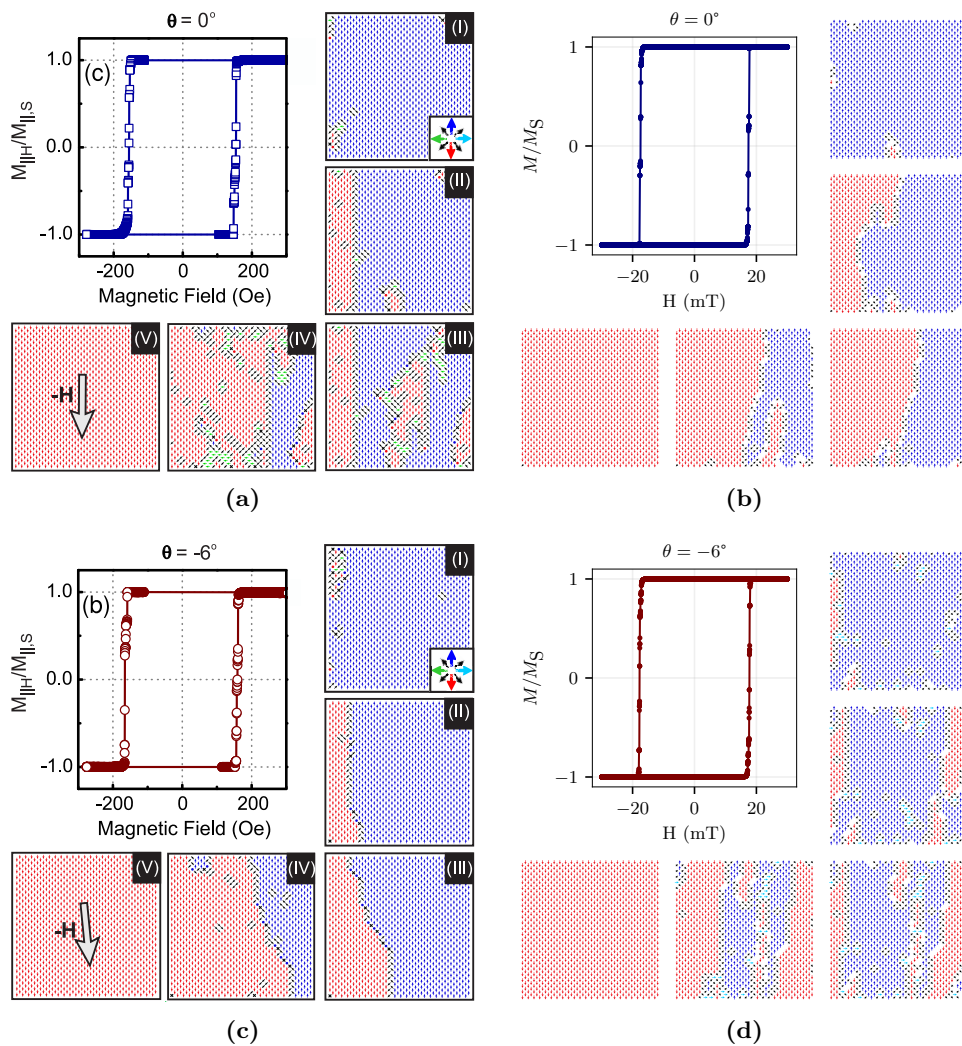 θ = 0°
(c)
M||H/M||,S
1.0
0.0
-1.0
-200
0
200
Magnetic Field (Oe)
(I)
(II)
(III)
(IV)
(V)
-H
(a)
θ = 0°
M/MS
1
0
−1
−20
0
20
H (mT)
(b)
θ = -6°
(b)
M||H/M||,S
1.0
0.0
-1.0
-200
0
200
Magnetic Field (Oe)
(I)
(II)
(III)
(IV)
(V)
-H
(c)
θ = −6°
M/MS
1
0
−1
−20
0
20
H (mT)
(d)